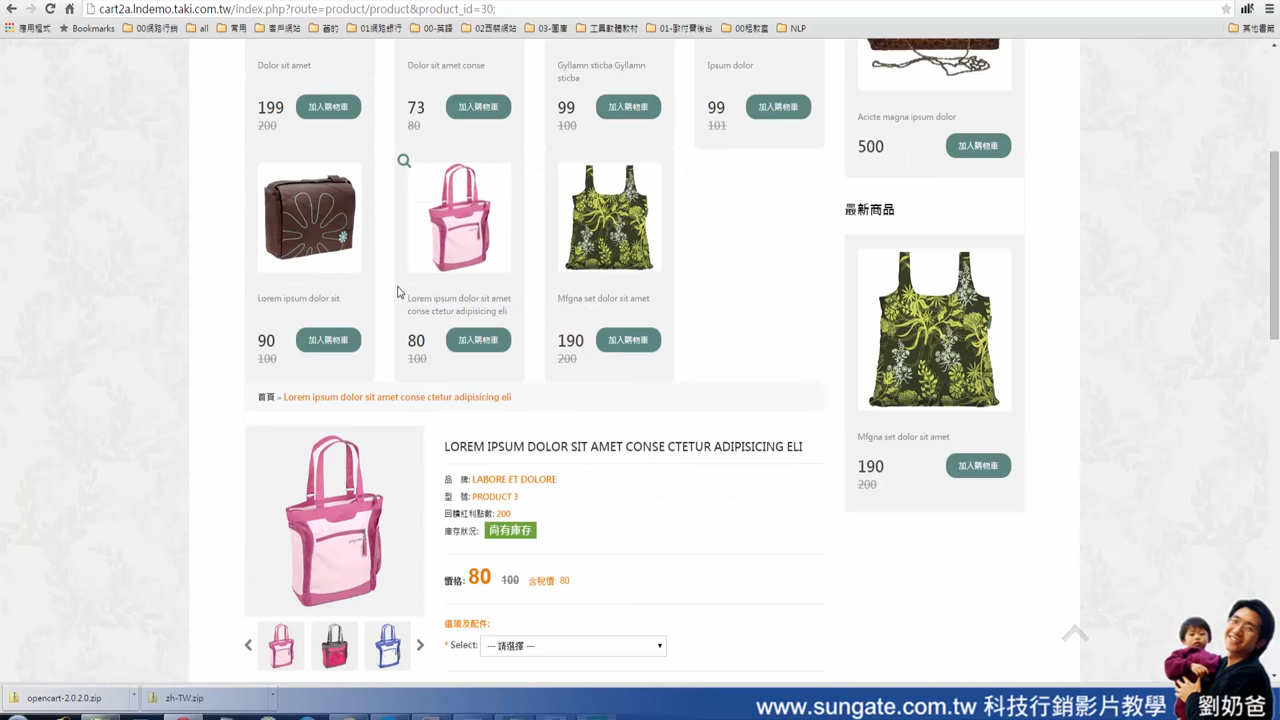 cart2a.lndemo.taki.com.tw/index.php?route=product/product&product_id=30;
應用程式 Bookmarks 00網路行銷 all 常用 客戶網站 舊的 01網路銀行 00-英語 02西裝網站 03-圖庫 工具軟體教材 01-歐付寶後台 00租教室 NLP 其他書籤
Dolor sit amet
Dolor sit amet conse
Gyllamn sticba Gyllamn
sticba
Ipsum dolor
199 加入購物車
200
73 加入購物車
80
99 加入購物車
100
99 加入購物車
101
Acicte magna ipsum dolor
500 加入購物車
最新商品
Lorem ipsum dolor sit
Lorem ipsum dolor sit amet
conse ctetur adipisicing eli
Mfgna set dolor sit amet
90 加入購物車
100
80 加入購物車
100
190 加入購物車
200
首頁 » Lorem ipsum dolor sit amet conse ctetur adipisicing eli
Mfgna set dolor sit amet
190 加入購物車
200
LOREM IPSUM DOLOR SIT AMET CONSE CTETUR ADIPISICING ELI
品 牌: LABORE ET DOLORE
型 號: PRODUCT 3
回饋紅利點數: 200
庫存狀況: 尚有庫存
價格: 80 100 含稅價: 80
選項及配件:
* Select: --- 請選擇 ---
opencart-2.0.2.0.zip zh-TW.zip
www.sungate.com.tw 科技行銷影片教學 劉奶爸